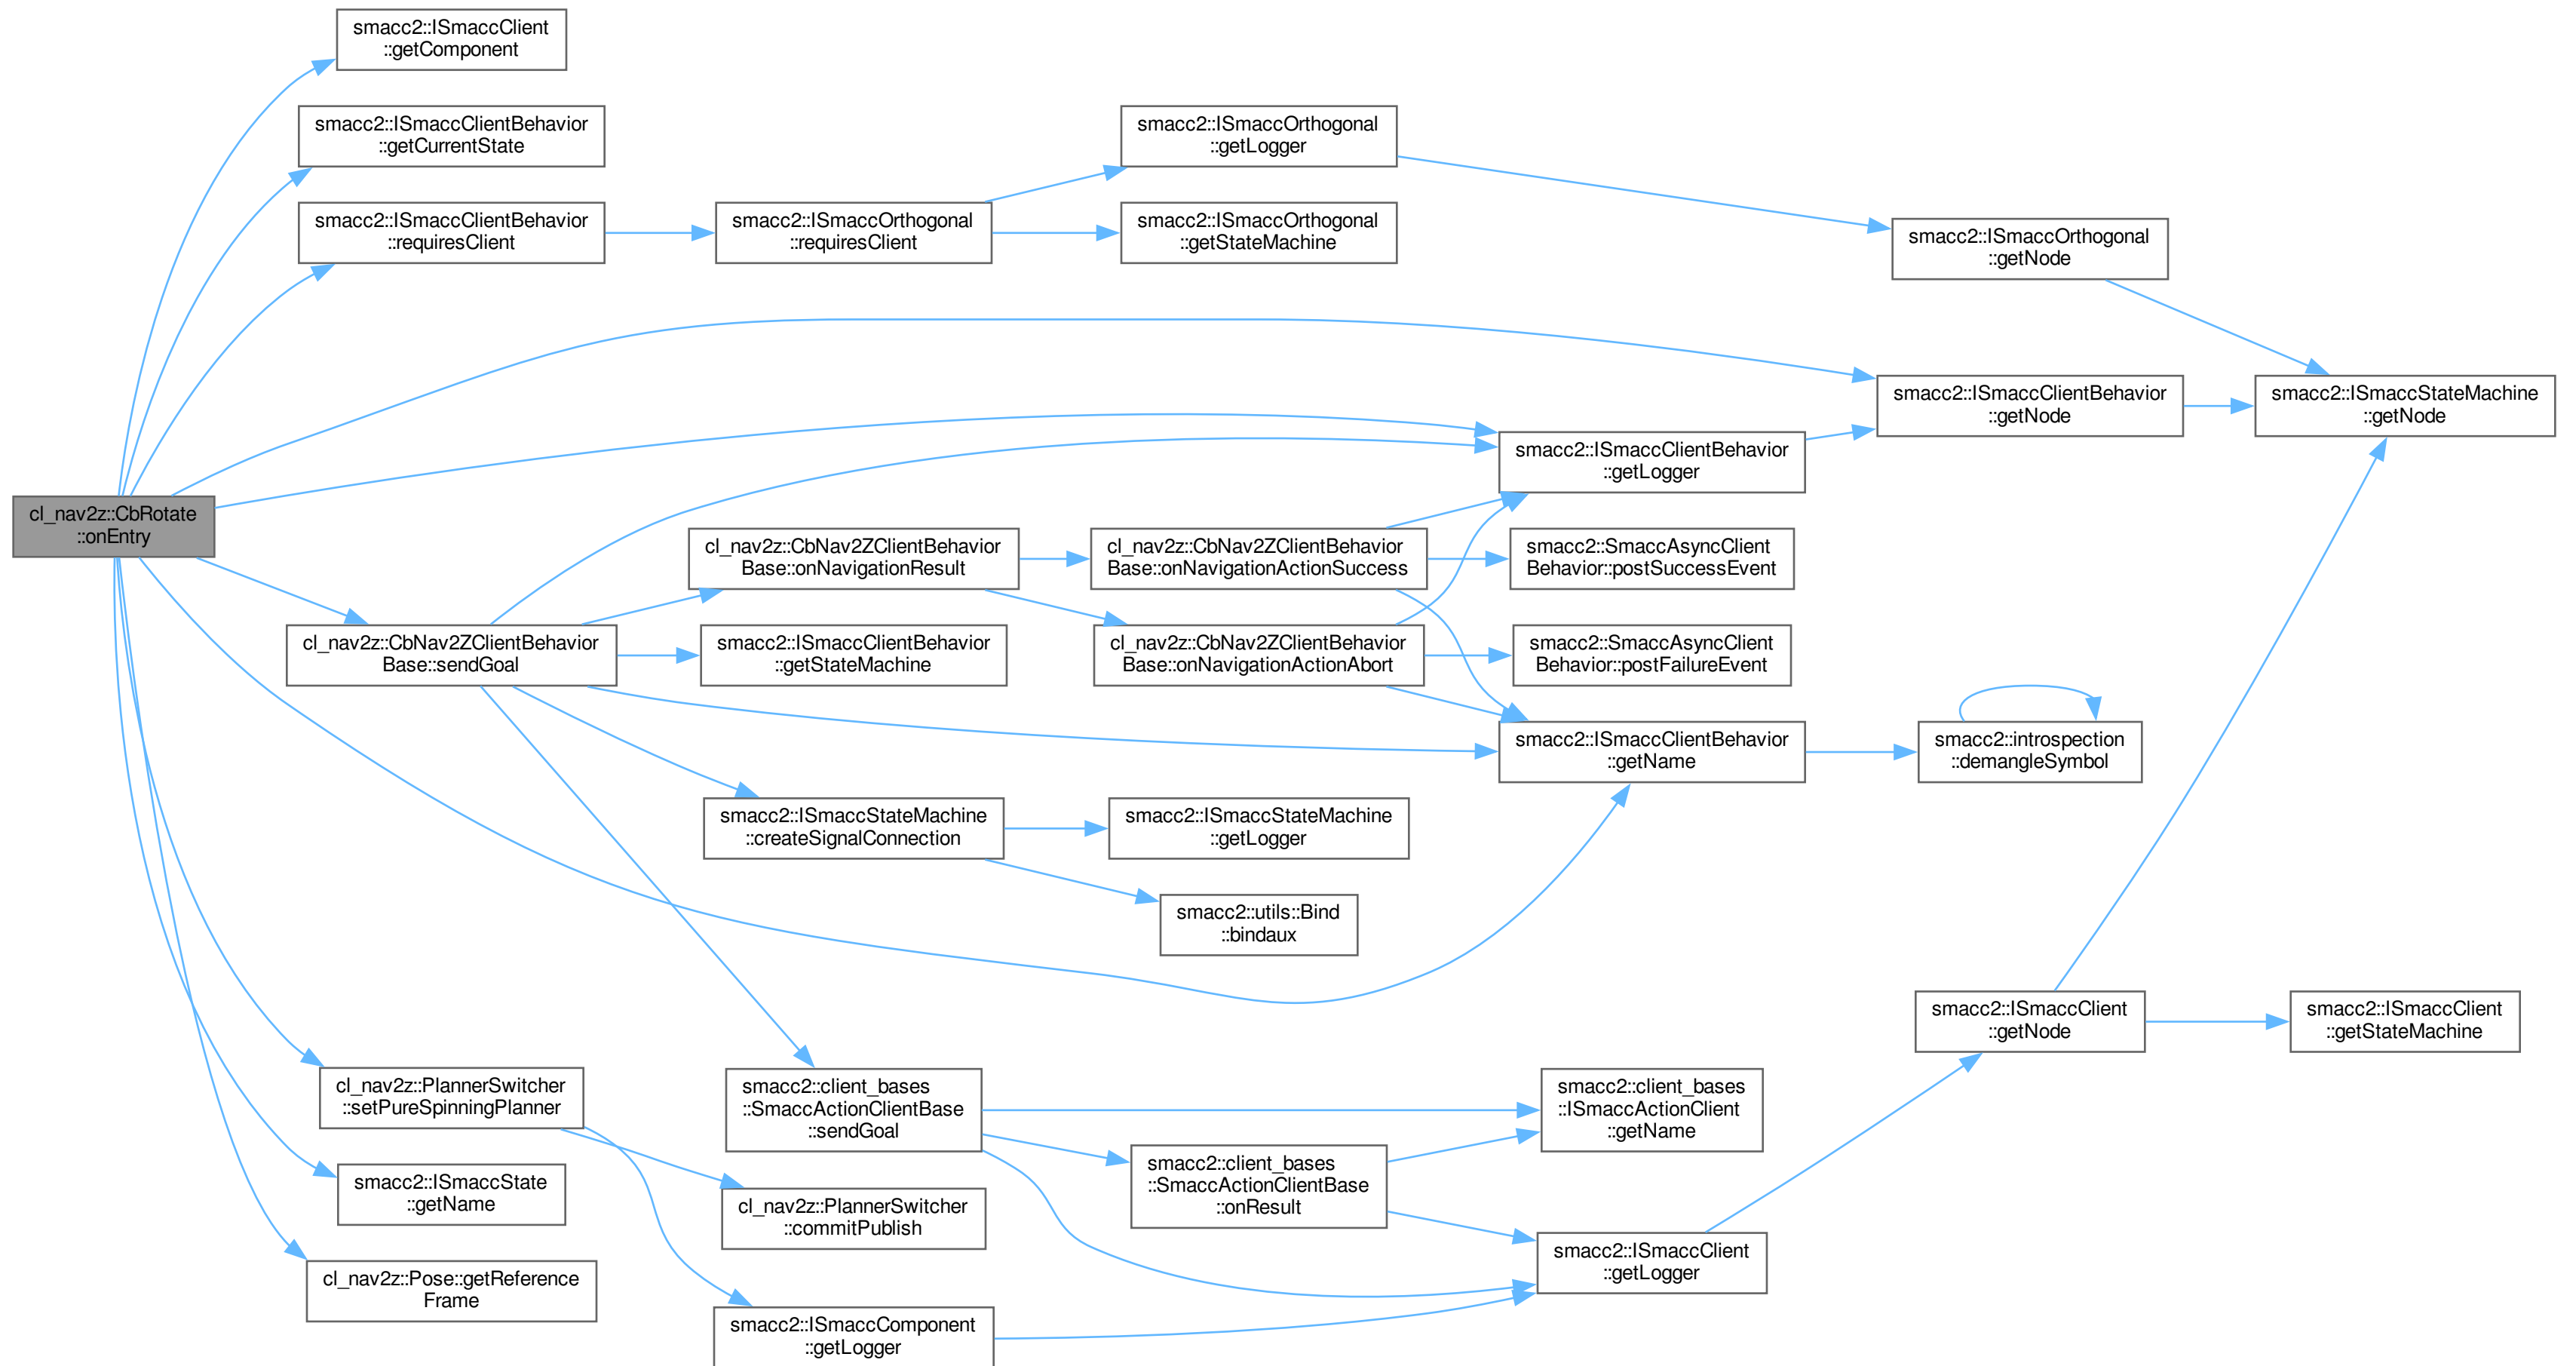 smacc2::ISmaccClient
::getComponent
smacc2::ISmaccClientBehavior
::getCurrentState
smacc2::ISmaccOrthogonal
::getLogger
smacc2::ISmaccClientBehavior
::requiresClient
smacc2::ISmaccOrthogonal
::requiresClient
smacc2::ISmaccOrthogonal
::getStateMachine
smacc2::ISmaccOrthogonal
::getNode
smacc2::ISmaccClientBehavior
::getNode
smacc2::ISmaccStateMachine
::getNode
smacc2::ISmaccClientBehavior
::getLogger
cl_nav2z::CbRotate
::onEntry
cl_nav2z::CbNav2ZClientBehavior
Base::onNavigationResult
cl_nav2z::CbNav2ZClientBehavior
Base::onNavigationActionSuccess
smacc2::SmaccAsyncClient
Behavior::postSuccessEvent
cl_nav2z::CbNav2ZClientBehavior
Base::sendGoal
smacc2::ISmaccClientBehavior
::getStateMachine
cl_nav2z::CbNav2ZClientBehavior
Base::onNavigationActionAbort
smacc2::SmaccAsyncClient
Behavior::postFailureEvent
smacc2::ISmaccClientBehavior
::getName
smacc2::introspection
::demangleSymbol
smacc2::ISmaccStateMachine
::createSignalConnection
smacc2::ISmaccStateMachine
::getLogger
smacc2::utils::Bind
::bindaux
smacc2::ISmaccClient
::getNode
smacc2::ISmaccClient
::getStateMachine
cl_nav2z::PlannerSwitcher
::setPureSpinningPlanner
smacc2::client_bases
::SmaccActionClientBase
::sendGoal
smacc2::client_bases
::ISmaccActionClient
::getName
smacc2::client_bases
::SmaccActionClientBase
::onResult
smacc2::ISmaccState
::getName
cl_nav2z::PlannerSwitcher
::commitPublish
smacc2::ISmaccClient
::getLogger
cl_nav2z::Pose::getReference
Frame
smacc2::ISmaccComponent
::getLogger